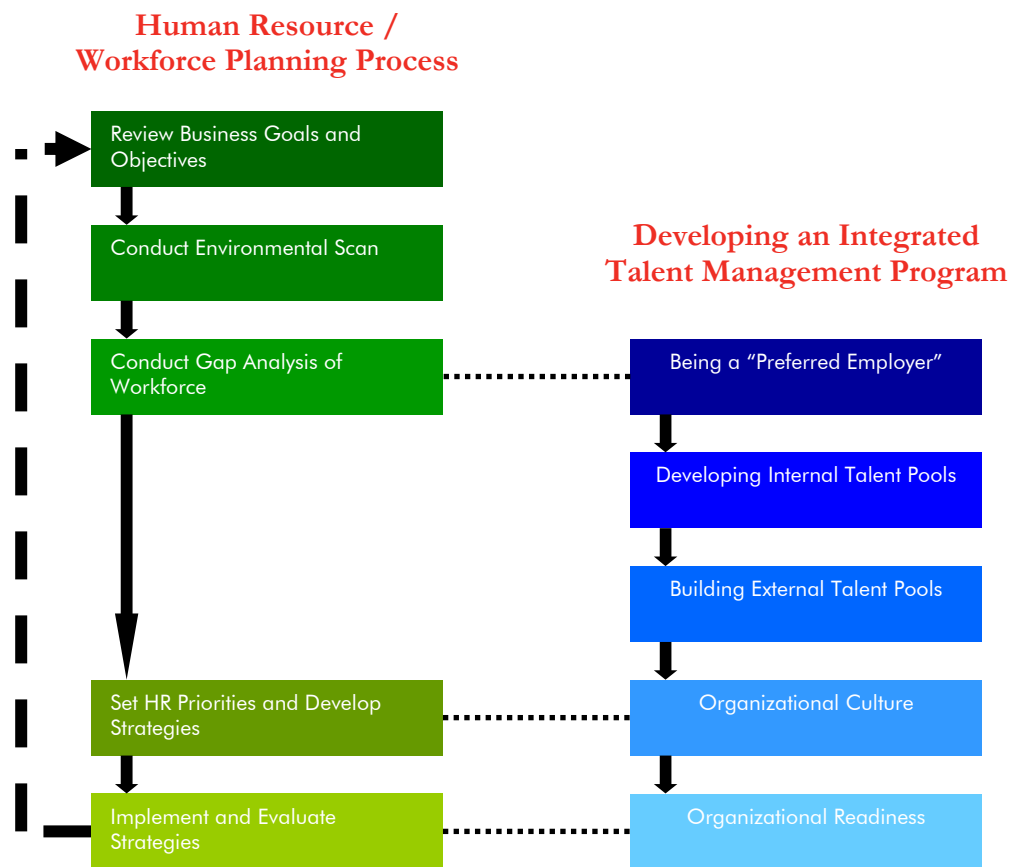 Human Resource /
Workforce Planning Process
Review Business Goals and
Objectives
Conduct Environmental Scan
Conduct Gap Analysis of
Workforce
Set HR Priorities and Develop
Strategies
Implement and Evaluate
Strategies
Developing an Integrated
Talent Management Program
Being a “Preferred Employer”
Developing Internal Talent Pools
Building External Talent Pools
Organizational Culture
Organizational Readiness